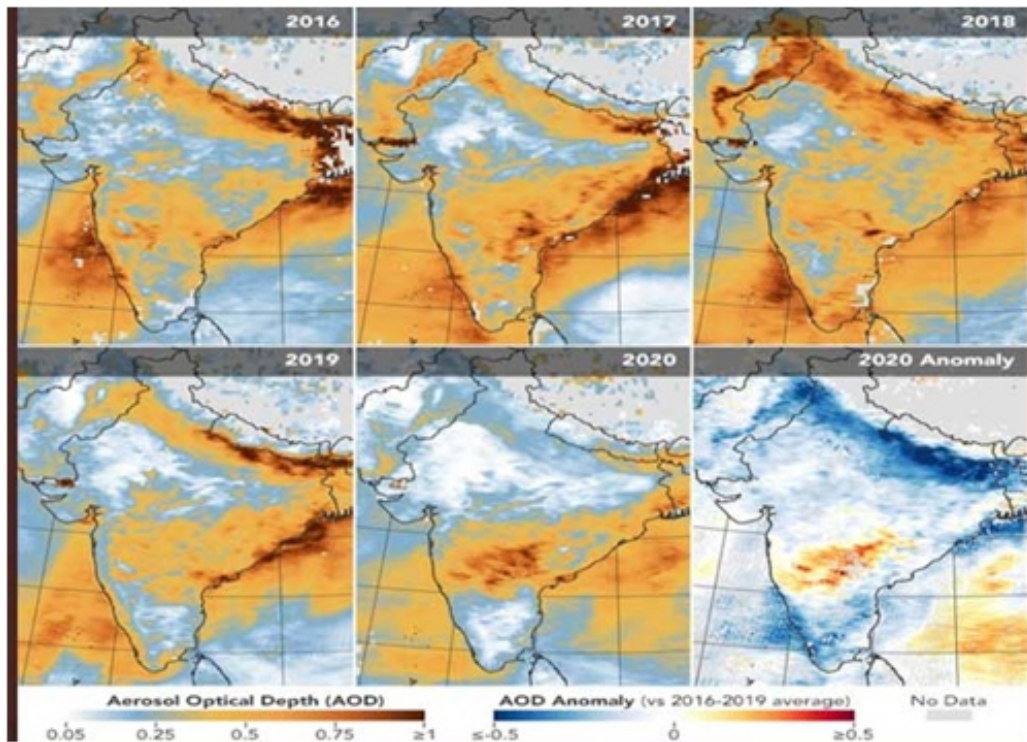 2016
2017
2018
2019
2020
2020 Anomaly
Aerosol Optical Depth (AOD)
0.05 0.25 0.5 0.75 ≥1
AOD Anomaly (vs 2016-2019 average)
≤-0.5 0 ≥0.5
No Data